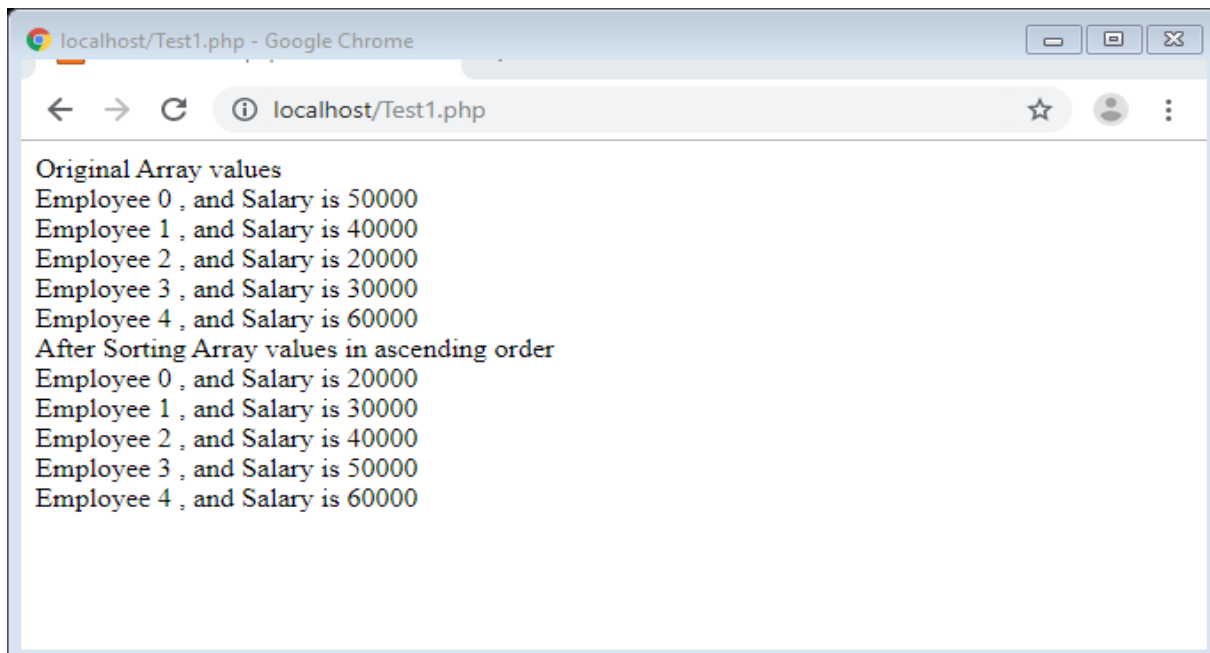 localhost/Test1.php - Google Chrome
localhost/Test1.php
Original Array values
Employee 0 , and Salary is 50000
Employee 1 , and Salary is 40000
Employee 2 , and Salary is 20000
Employee 3 , and Salary is 30000
Employee 4 , and Salary is 60000
After Sorting Array values in ascending order
Employee 0 , and Salary is 20000
Employee 1 , and Salary is 30000
Employee 2 , and Salary is 40000
Employee 3 , and Salary is 50000
Employee 4 , and Salary is 60000